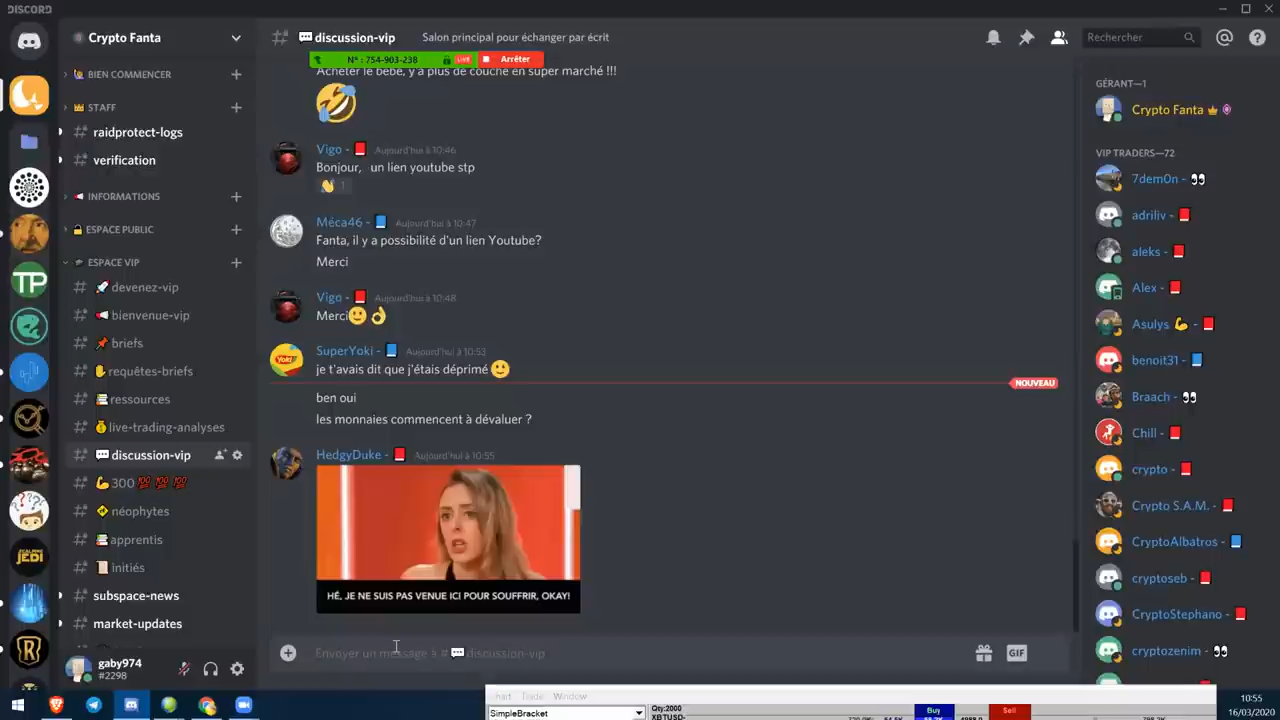 DISCORD
Crypto Fanta
discussion-vip
Salon principal pour échanger par écrit
Rechercher
N° : 754-903-238
LIVE
Arrêter
BIEN COMMENCER
STAFF
raidprotect-logs
verification
INFORMATIONS
ESPACE PUBLIC
ESPACE VIP
devenez-vip
bienvenue-vip
briefs
requêtes-briefs
ressources
live-trading-analyses
discussion-vip
300 💯 💯 💯
néophytes
apprentis
initiés
subspace-news
market-updates
TP
Yoki
SCALPING JEDI
R
gaby974
#2298
Acheter le bébé, y'a plus de couche en super marché !!!
Vigo - Aujourd'hui à 10:46
Bonjour, un lien youtube stp
1
Méca46 - Aujourd'hui à 10:47
Fanta, il y a possibilité d'un lien Youtube?
Merci
Vigo - Aujourd'hui à 10:48
Merci
SuperYoki - Aujourd'hui à 10:53
je t'avais dit que j'étais déprimé
NOUVEAU
ben oui
les monnaies commencent à dévaluer ?
HedgyDuke - Aujourd'hui à 10:55
HÉ, JE NE SUIS PAS VENUE ICI POUR SOUFFRIR, OKAY!
Envoyer un message à # discussion-vip
GIF
GÉRANT—1
Crypto Fanta
VIP TRADERS—72
7dem0n -
adriliv -
aleks -
Alex -
Asulys -
benoit31 -
Braach -
Chill -
crypto -
Crypto S.A.M. -
CryptoAlbatros -
cryptoseb -
CryptoStephano -
cryptozenim -
Trade Window
SimpleBracket
Qty:2000
XBTUSD-
Buy
Sell
10:55
16/03/2020